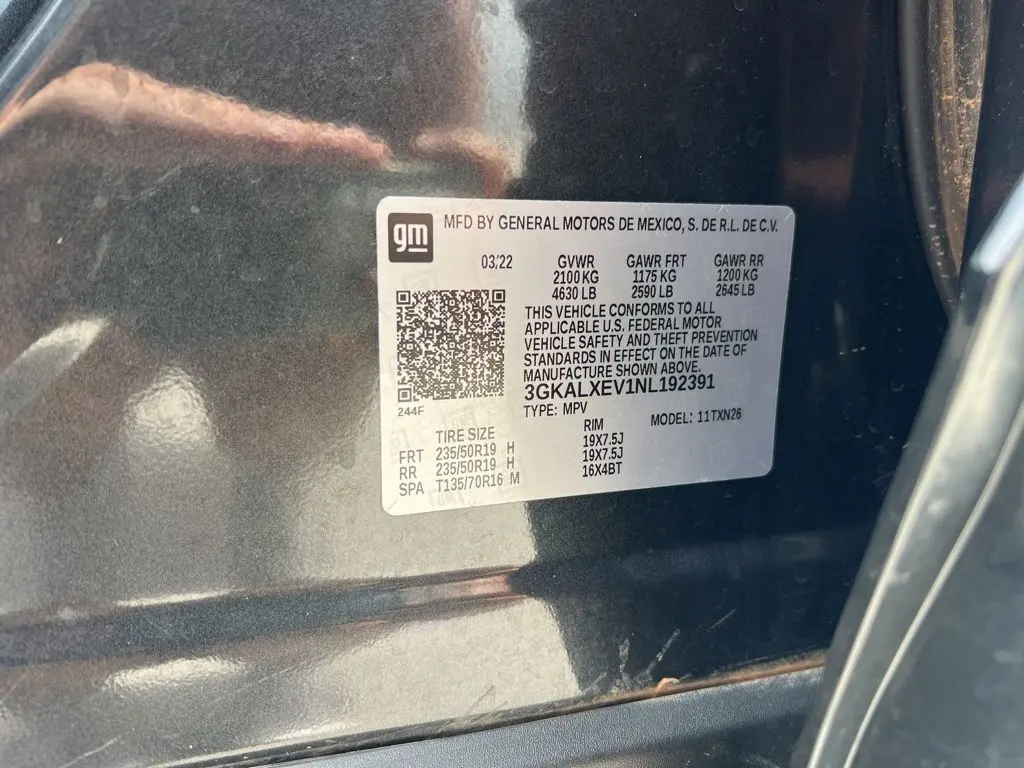 gm MFD BY GENERAL MOTORS DE MEXICO, S. DE R.L. DE C.V.
03/22 GVWR GAWR FRT GAWR RR
2100 KG 1175 KG 1200 KG
4630 LB 2590 LB 2645 LB
THIS VEHICLE CONFORMS TO ALL
APPLICABLE U.S. FEDERAL MOTOR
VEHICLE SAFETY AND THEFT PREVENTION
STANDARDS IN EFFECT ON THE DATE OF
MANUFACTURE SHOWN ABOVE.
3GKALXEV1NL192391
244F TYPE: MPV MODEL: 11TXN26
TIRE SIZE RIM
FRT 235/50R19 H 19X7.5J
RR 235/50R19 H 19X7.5J
SPA T135/70R16 M 16X4BT